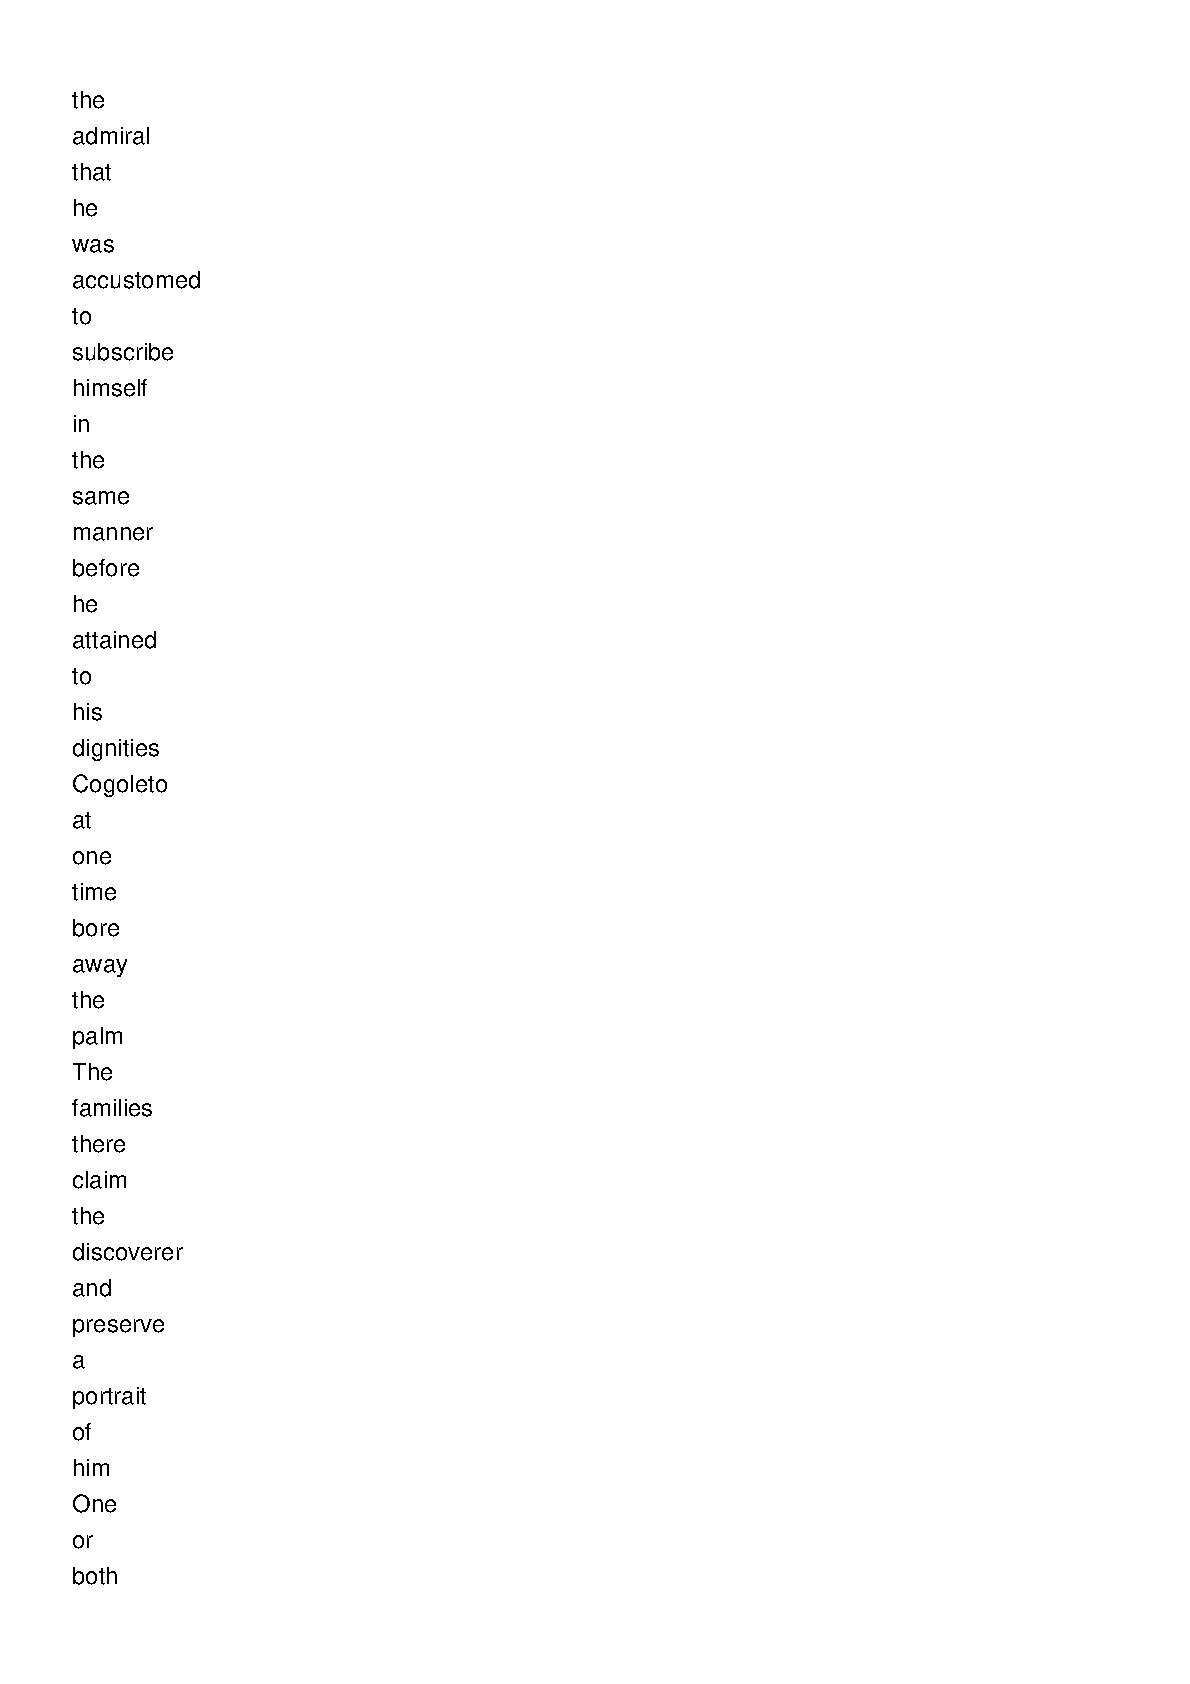 the
admiral
that
he
was
accustomed
to
subscribe
himself
in
the
same
manner
before
he
attained
to
his
dignities
Cogoleto
at
one
time
bore
away
the
palm
The
families
there
claim
the
discoverer
and
preserve
a
portrait
of
him
One
or
both